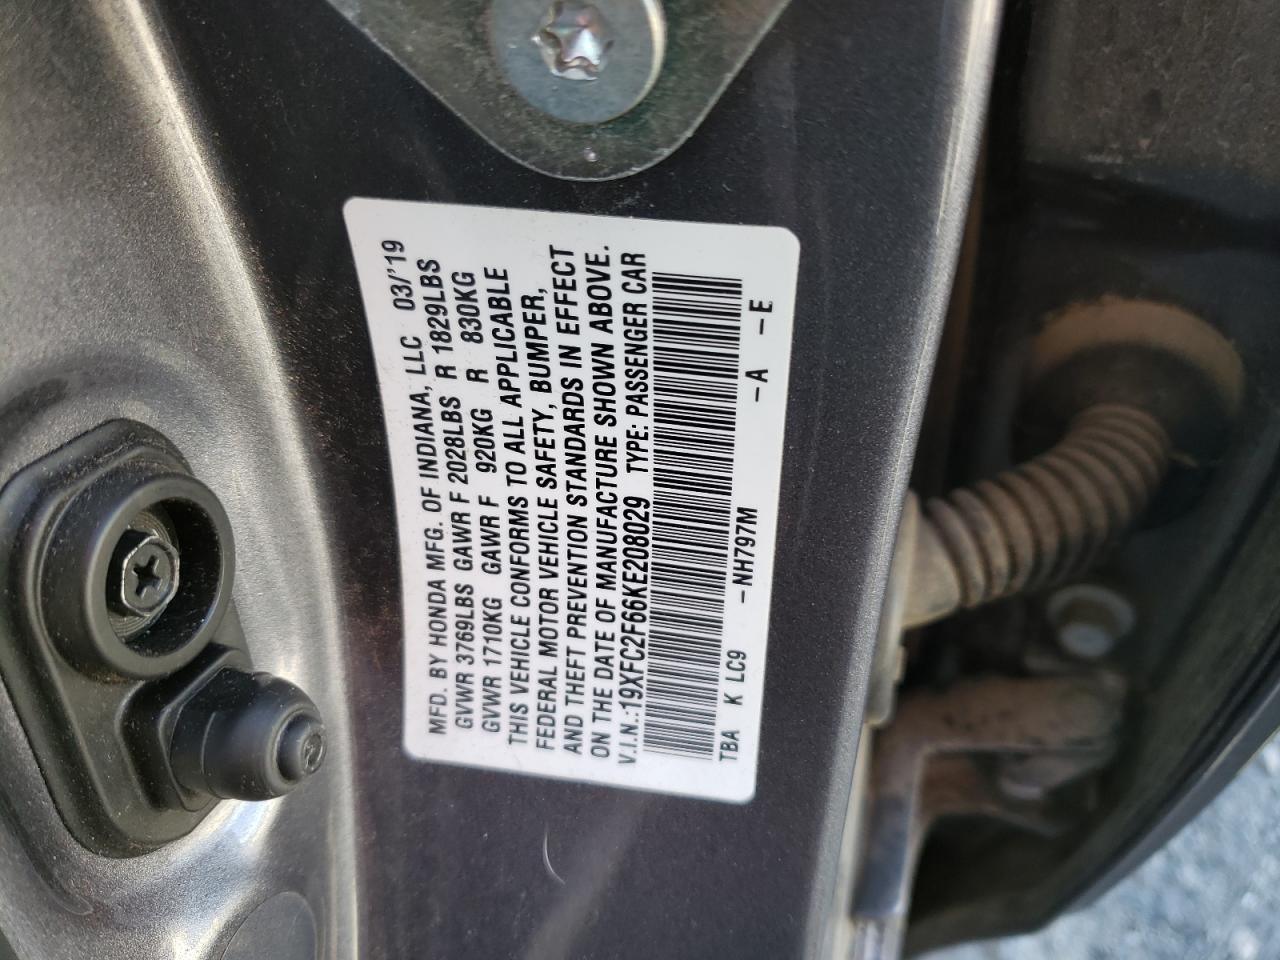 MFD. BY HONDA MFG. OF INDIANA, LLC 03/'19
GVWR 3769LBS GAWR F 2028LBS R 1829LBS
GVWR 1710KG GAWR F 920KG R 830KG
THIS VEHICLE CONFORMS TO ALL APPLICABLE
FEDERAL MOTOR VEHICLE SAFETY, BUMPER,
AND THEFT PREVENTION STANDARDS IN EFFECT
ON THE DATE OF MANUFACTURE SHOWN ABOVE.
V.I.N.:19XFC2F66KE208029 TYPE: PASSENGER CAR
TBA K LC9 -NH797M -A -E